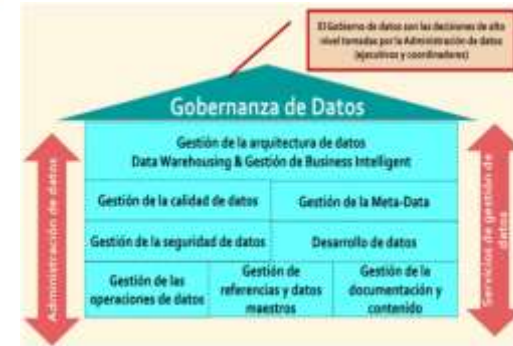 El Gobierno de datos son las decisiones de alto
nivel tomadas por la Administración de datos
(ejecutivos y coordinadores)
Gobernanza de Datos
Gestión de la arquitectura de datos
Data Warehousing & Gestión de Business Intelligent
Gestión de la calidad de datos
Gestión de la Meta-Data
Gestión de la seguridad de datos
Desarrollo de datos
Gestión de las
operaciones de datos
Gestión de
referencias y datos
maestros
Gestión de la
documentación y
contenido
Administración de datos
Servicios de gestión de
datos